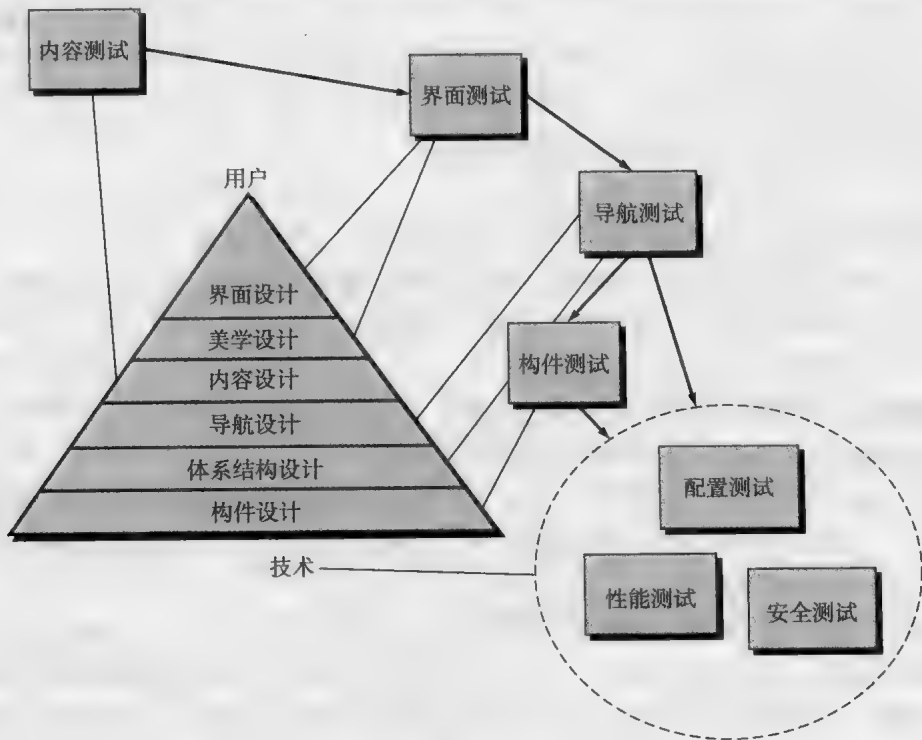 内容测试
界面测试
用户
导航测试
界面设计
美学设计
构件测试
内容设计
导航设计
体系结构设计
配置测试
构件设计
技术
性能测试
安全测试